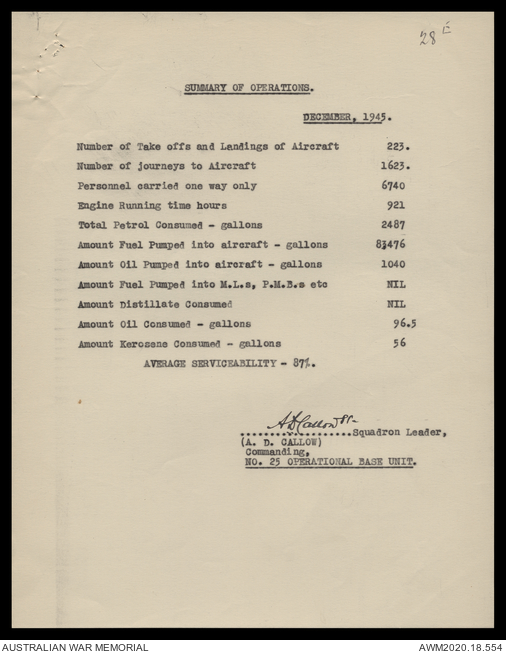 28 E
SUMMARY OF OPERATIONS.
DECEMBER, 1945.
Number of Take offs and Landings of Aircraft 223.
Number of journeys to Aircraft 1623.
Personnel carried one way only 6740
Engine Running time hours 921
Total Petrol Consumed - gallons 2487
Amount Fuel Pumped into aircraft - gallons 83476
Amount Oil Pumped into aircraft - gallons 1040
Amount Fuel Pumped into M.L.s, P.M.B.s etc NIL
Amount Distillate Consumed NIL
Amount Oil Consumed - gallons 96.5
Amount Kerosene Consumed - gallons 56
AVERAGE SERVICEABILITY - 87%.
A D Callow
....................Squadron Leader,
(A. D. CALLOW)
Commanding,
NO. 25 OPERATIONAL BASE UNIT.
AUSTRALIAN WAR MEMORIAL AWM2020.18.554